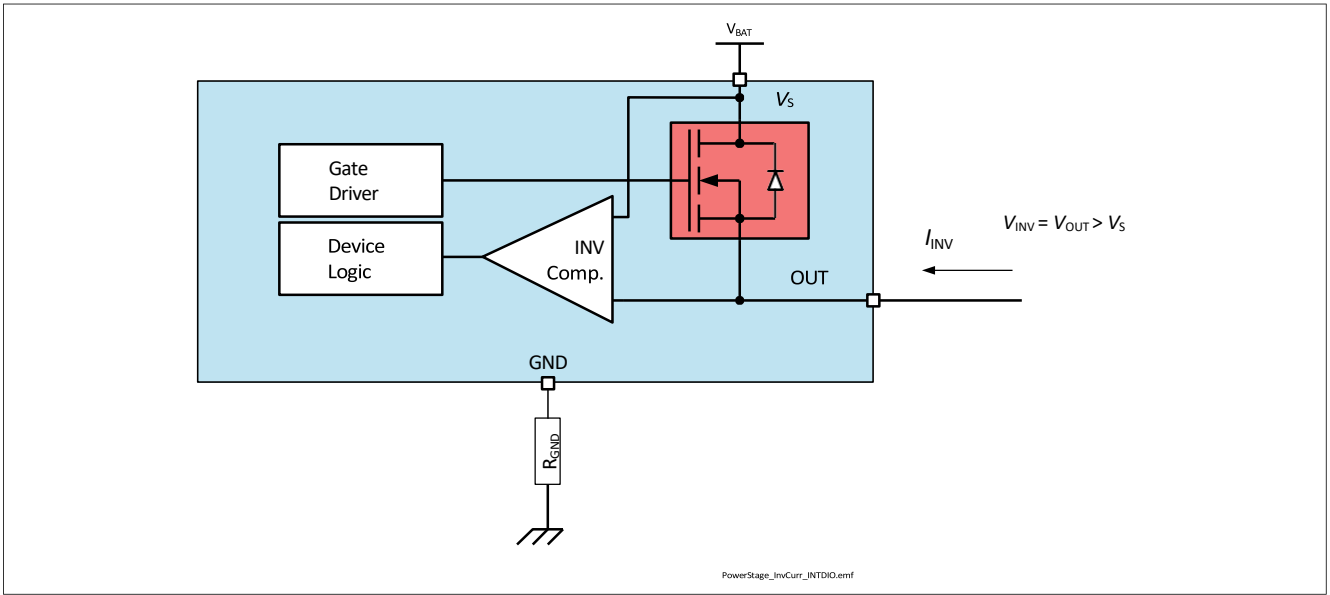 VBAT
VS
Gate
Driver
INV
Comp.
Device
Logic
VINV = VOUT > VS
IINV
OUT
GND
RGND
PowerStage_InvCurr_INTDIO.emf